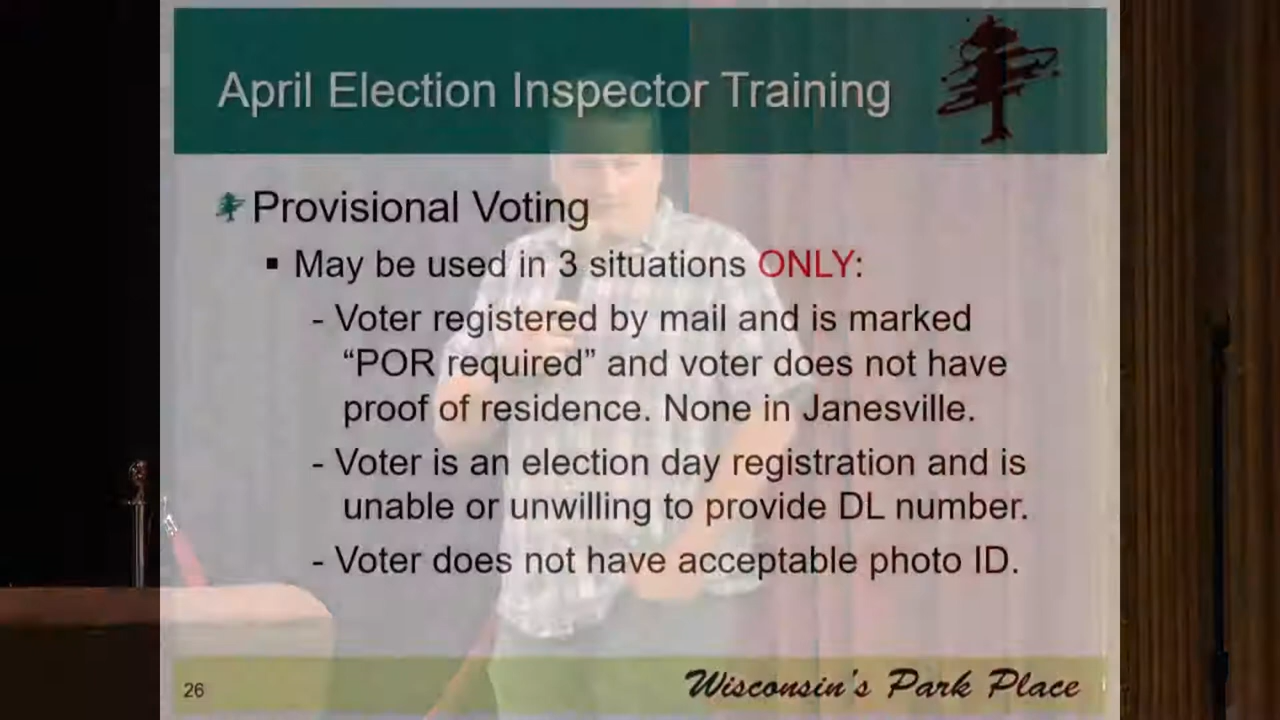 April Election Inspector Training
Provisional Voting
▪ May be used in 3 situations ONLY:
- Voter registered by mail and is marked
“POR required” and voter does not have
proof of residence. None in Janesville.
- Voter is an election day registration and is
unable or unwilling to provide DL number.
- Voter does not have acceptable photo ID.
26
Wisconsin's Park Place